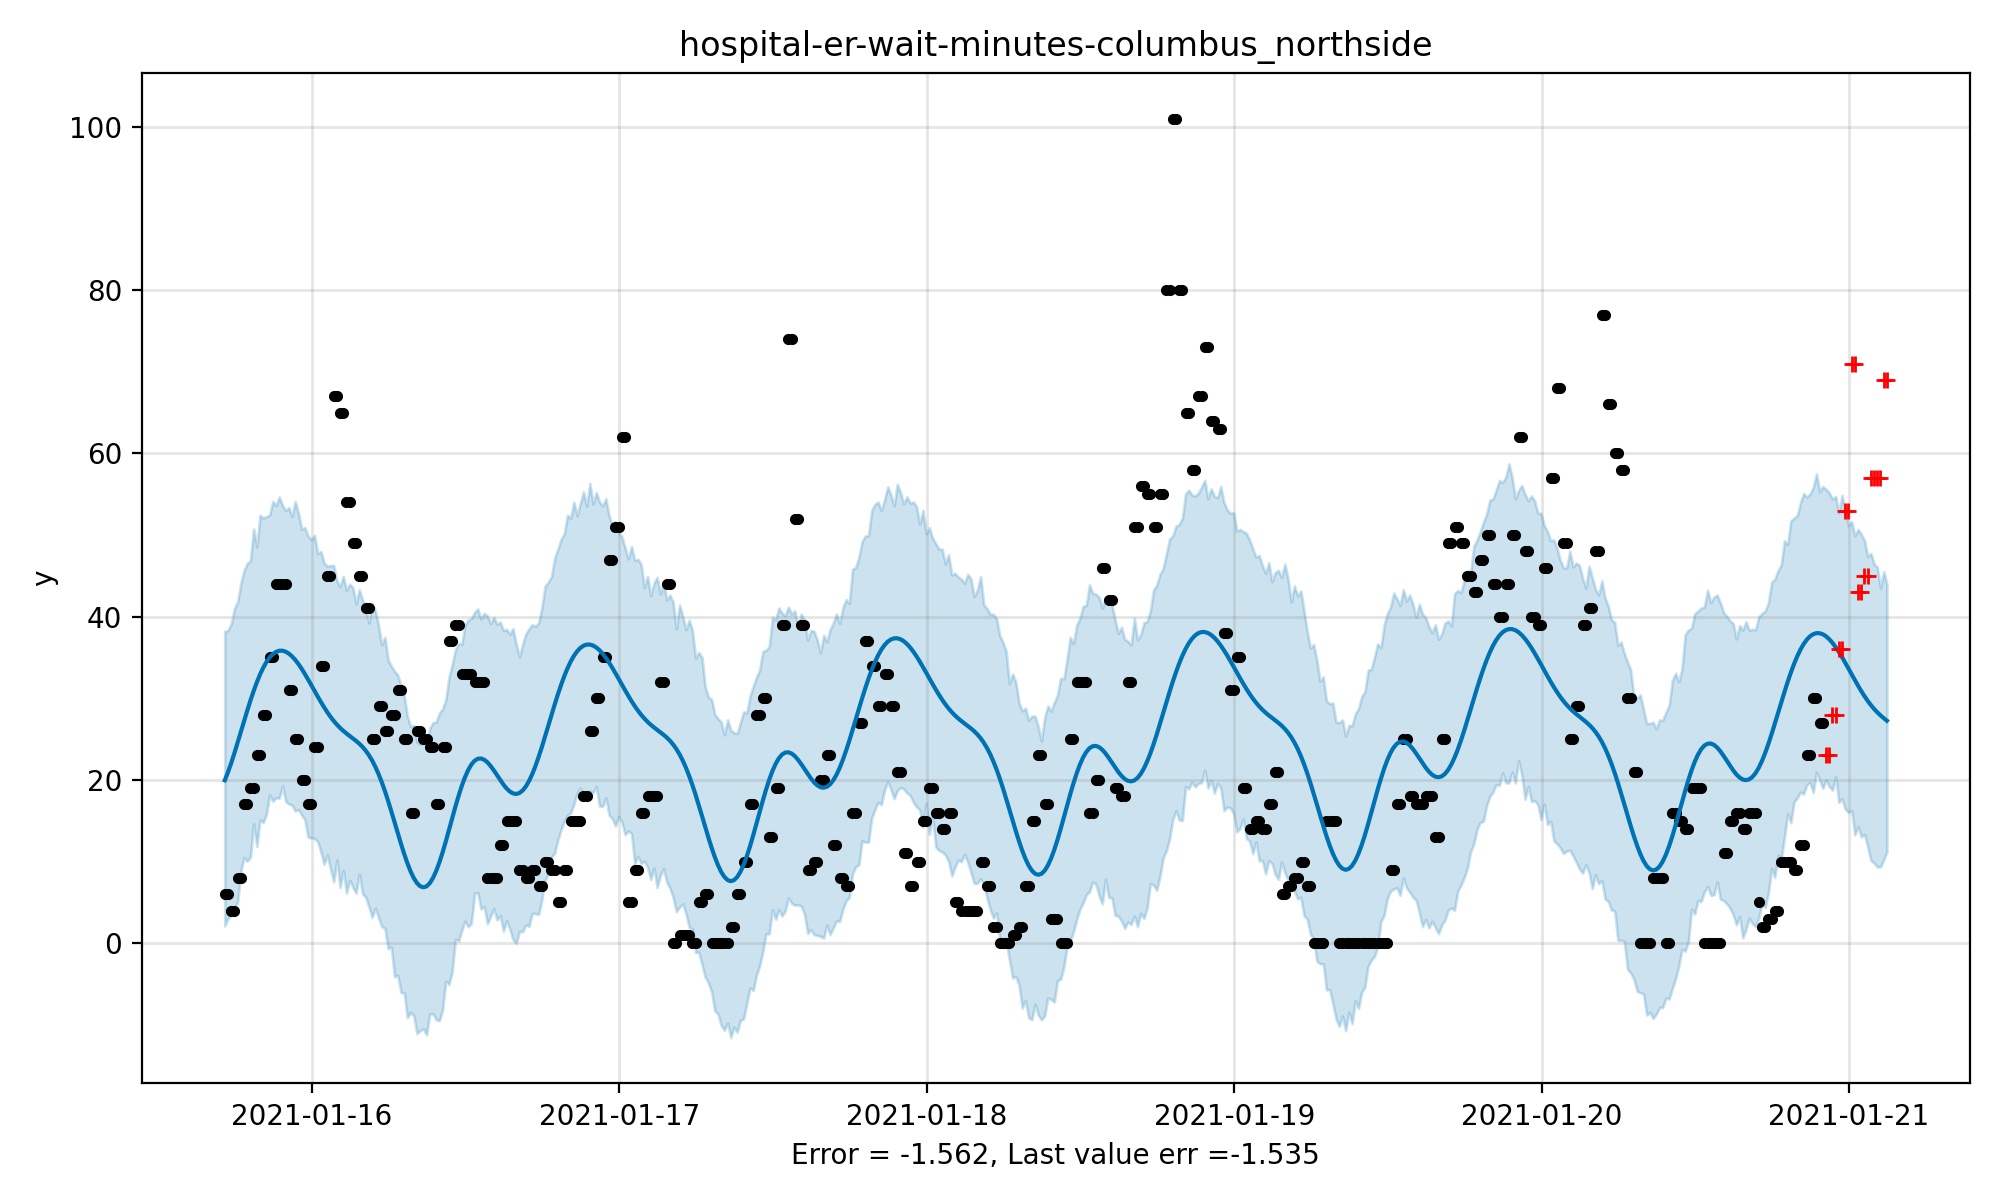 hospital-er-wait-minutes-columbus_northside
100
80
60
40
20
0
y
2021-01-16 2021-01-17 2021-01-18 2021-01-19 2021-01-20 2021-01-21
Error = -1.562, Last value err =-1.535